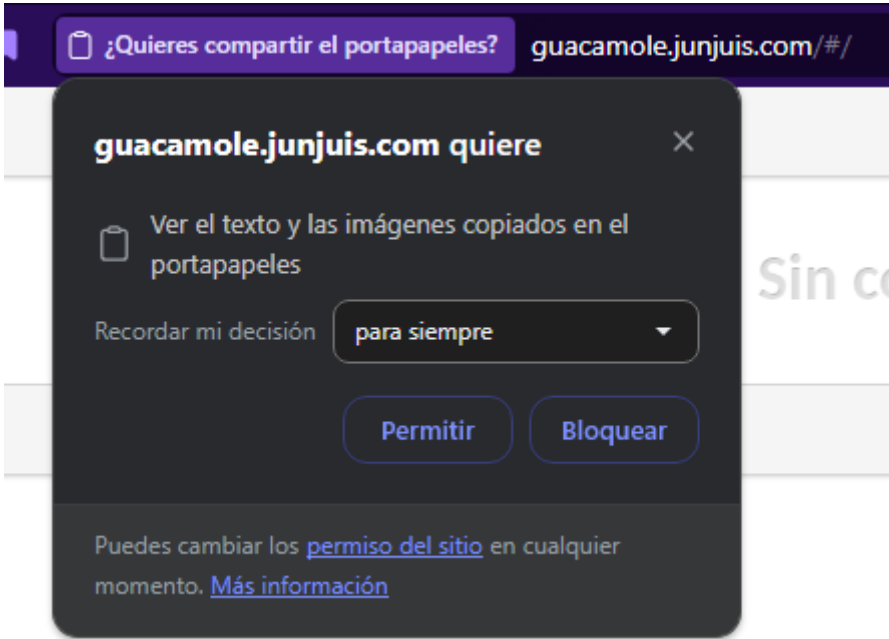 ¿Quieres compartir el portapapeles? guacamole.junjuis.com/#/
guacamole.junjuis.com quiere
Ver el texto y las imágenes copiados en el
portapapeles
Sin
Recordar mi decisión para siempre
Permitir Bloquear
Puedes cambiar los permiso del sitio en cualquier
momento. Más información